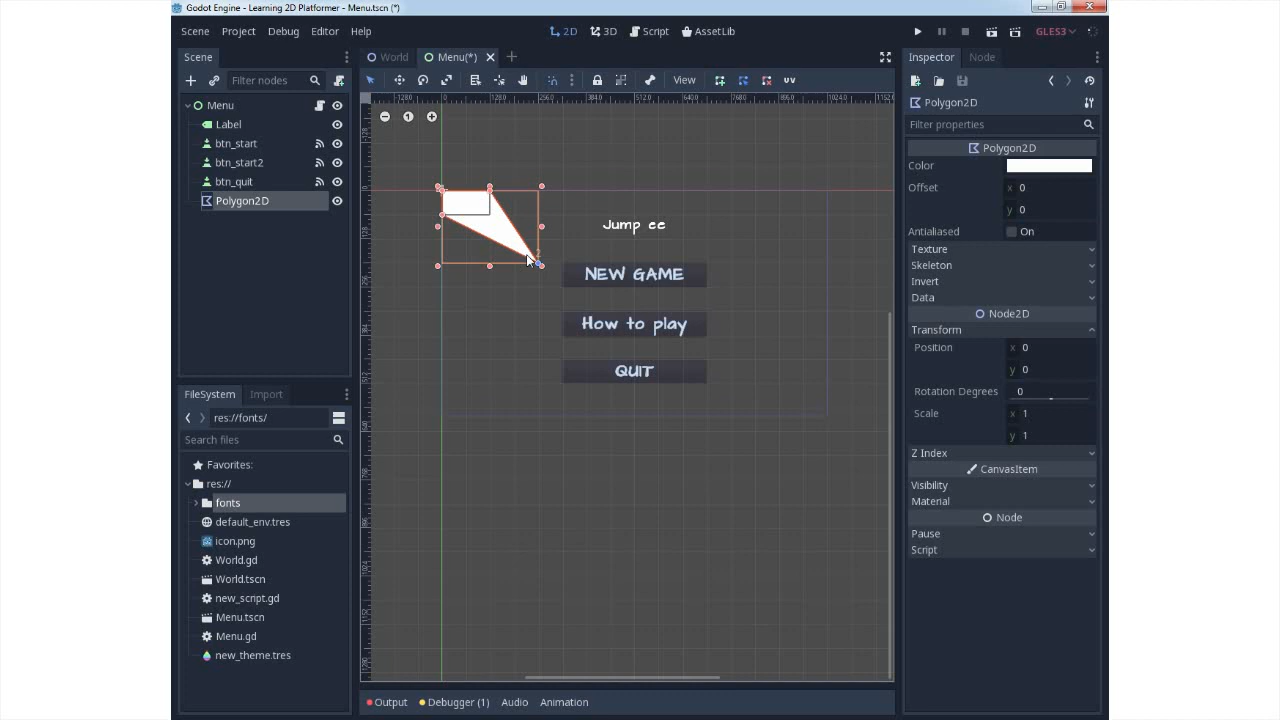 Godot Engine - Learning 2D Platformer - Menu.tscn (*)
Scene Project Debug Editor Help
2D 3D Script AssetLib
GLES3
Scene
World Menu(*)
Inspector Node
Filter nodes
View
Polygon2D
Menu
Label
btn_start
btn_start2
btn_quit
Polygon2D
Filter properties
Polygon2D
Color
Offset x 0
y 0
Antialiased On
Texture
Skeleton
Invert
Data
Node2D
Transform
Position x 0
y 0
Rotation Degrees 0
Scale x 1
y 1
Z Index
CanvasItem
Visibility
Material
Node
Pause
Script
Jump ee
NEW GAME
How to play
QUIT
FileSystem Import
res://fonts/
Search files
Favorites:
res://
fonts
default_env.tres
icon.png
World.gd
World.tscn
new_script.gd
Menu.tscn
Menu.gd
new_theme.tres
Output Debugger (1) Audio Animation